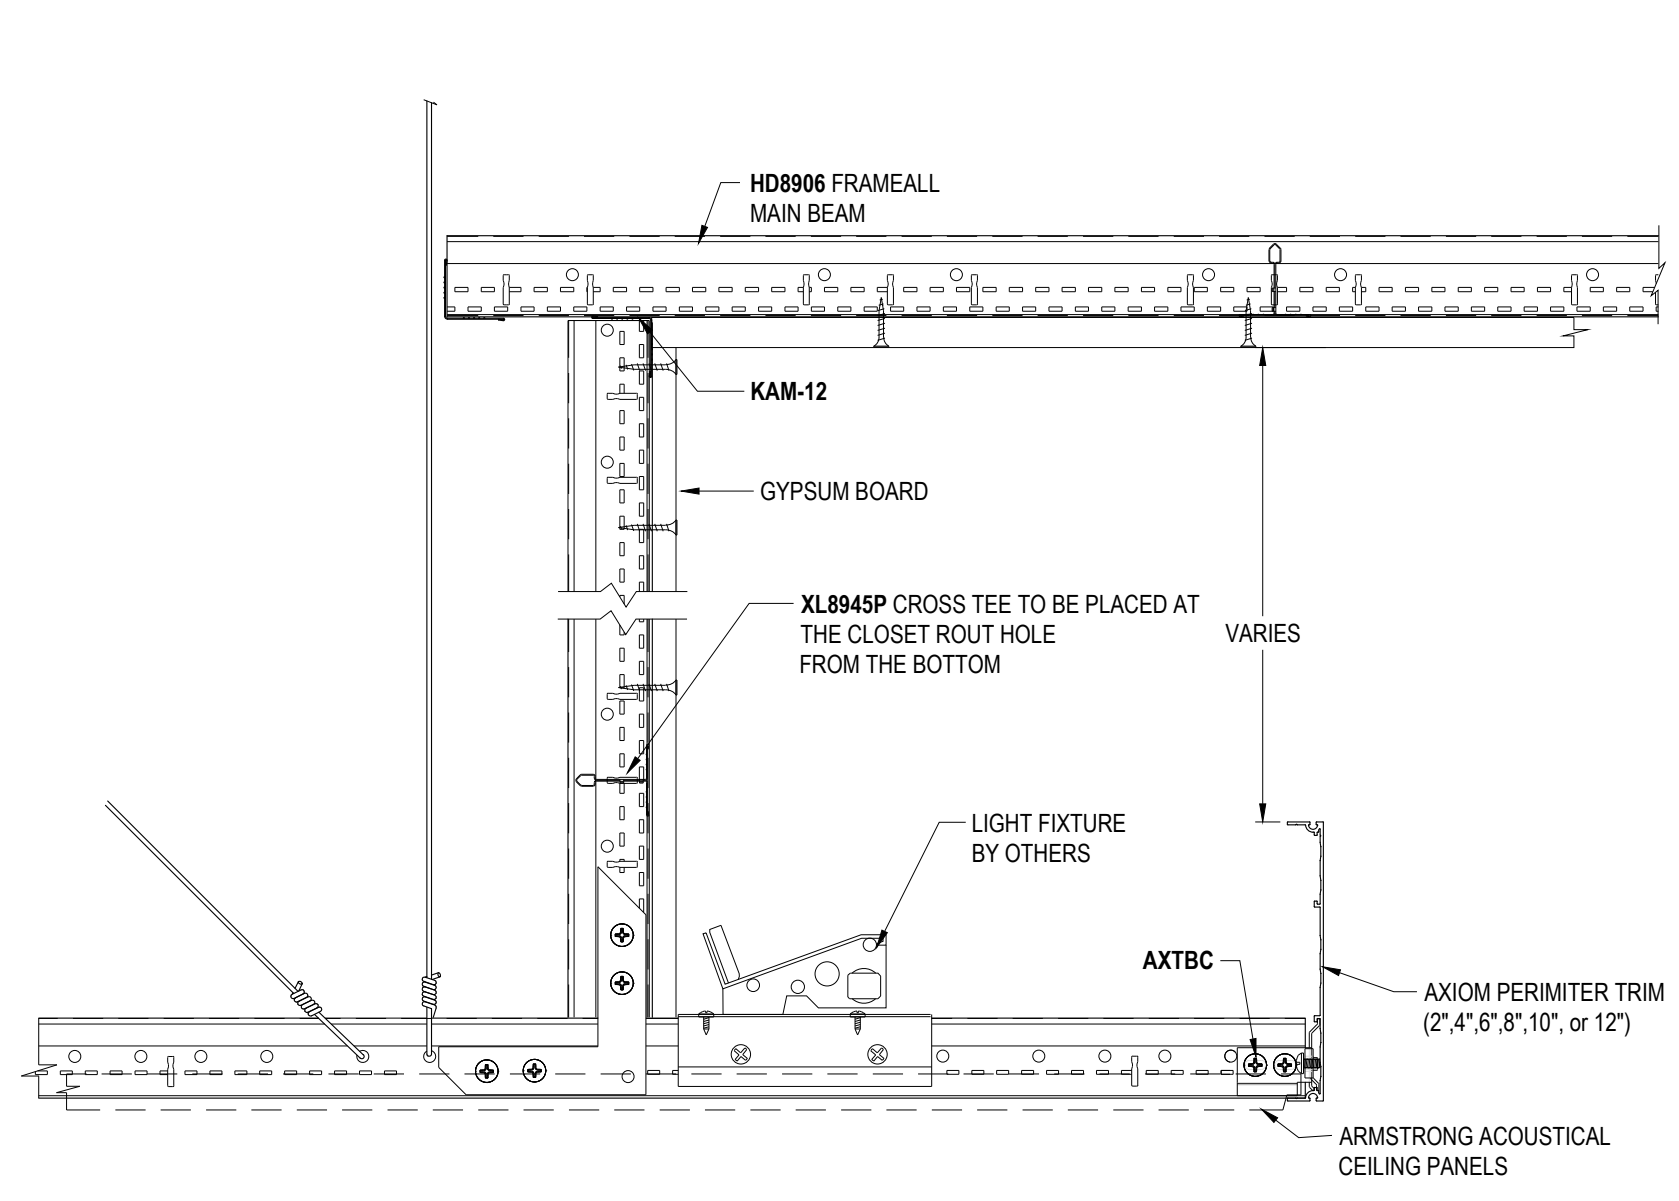 HD8906 FRAMEALL
MAIN BEAM
KAM-12
GYPSUM BOARD
XL8945P CROSS TEE TO BE PLACED AT
THE CLOSET ROUT HOLE
FROM THE BOTTOM
VARIES
LIGHT FIXTURE
BY OTHERS
AXTBC
AXIOM PERIMITER TRIM
(2",4",6",8",10", or 12")
ARMSTRONG ACOUSTICAL
CEILING PANELS